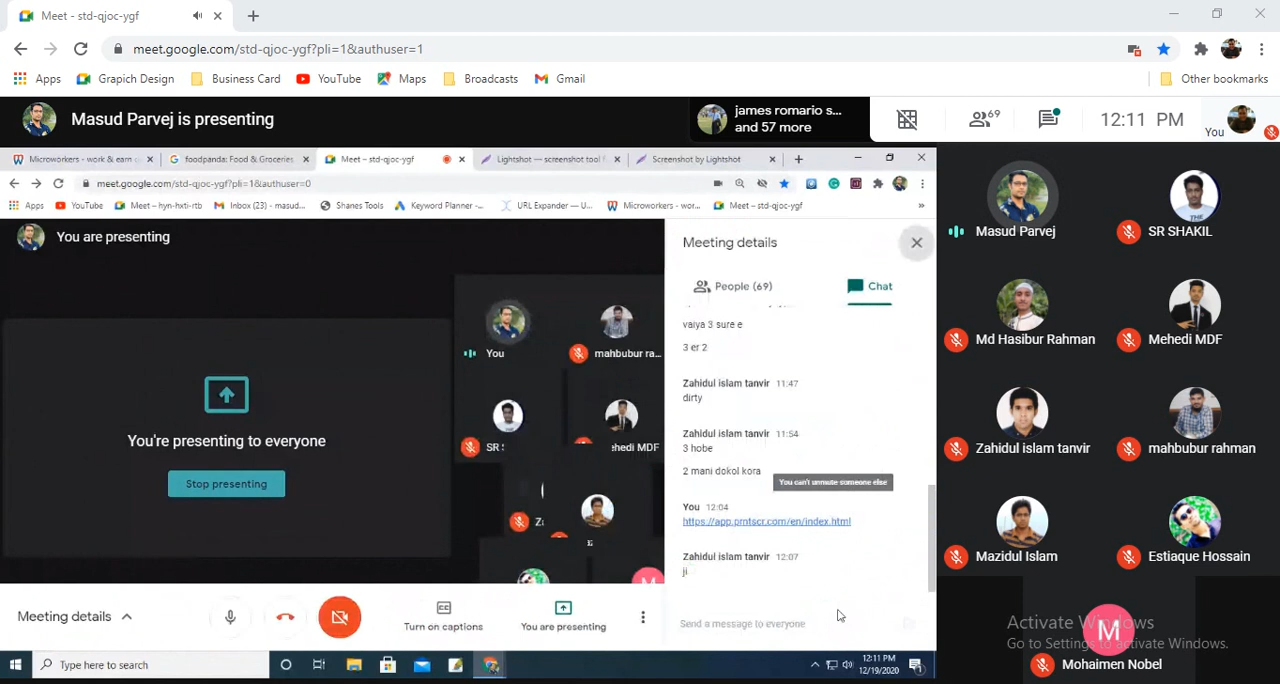 Meet - std-qjoc-ygf
meet.google.com/std-qjoc-ygf?pli=1&authuser=1
Apps Grapich Design Business Card YouTube Maps Broadcasts Gmail Other bookmarks
Masud Parvej is presenting
james romario s...
and 57 more
69
12:11 PM
You
Microworkers - work & earn o
foodpanda: Food & Groceries
Meet – std-qjoc-ygf
Lightshot — screenshot tool f
Screenshot by Lightshot
meet.google.com/std-qjoc-ygf?pli=1&authuser=0
Apps YouTube Meet – hyn-hxti-rtb Inbox (23) - masud... Shanes Tools Keyword Planner -... URL Expander — U... Microworkers - wor... Meet – std-qjoc-ygf »
You are presenting
You're presenting to everyone
Stop presenting
You
mahbubur ra...
SR S
ehedi MDF
Za
M
Meeting details
People (69)
Chat
vaiya 3 sure e
3 er 2
Zahidul islam tanvir 11:47
dirty
Zahidul islam tanvir 11:54
3 hobe
2 mani dokol kora
You can't unmute someone else
You 12:04
https://app.prntscr.com/en/index.html
Zahidul islam tanvir 12:07
ji
Send a message to everyone
Meeting details
Turn on captions
You are presenting
Type here to search
12:11 PM
12/19/2020
1
Masud Parvej
SR SHAKIL
THE
Md Hasibur Rahman
Mehedi MDF
Zahidul islam tanvir
mahbubur rahman
Mazidul Islam
Estiaque Hossain
M
Mohaimen Nobel
Activate Windows
Go to Settings to activate Windows.